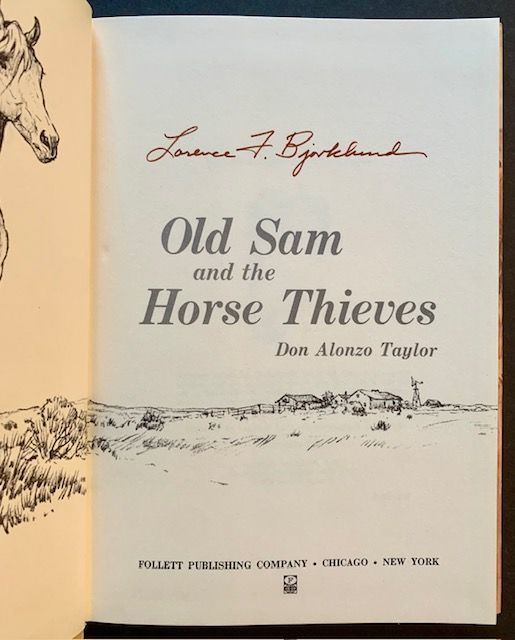 Lorence F. Bjorklund
Old Sam
and the
Horse Thieves
Don Alonzo Taylor
FOLLETT PUBLISHING COMPANY • CHICAGO • NEW YORK